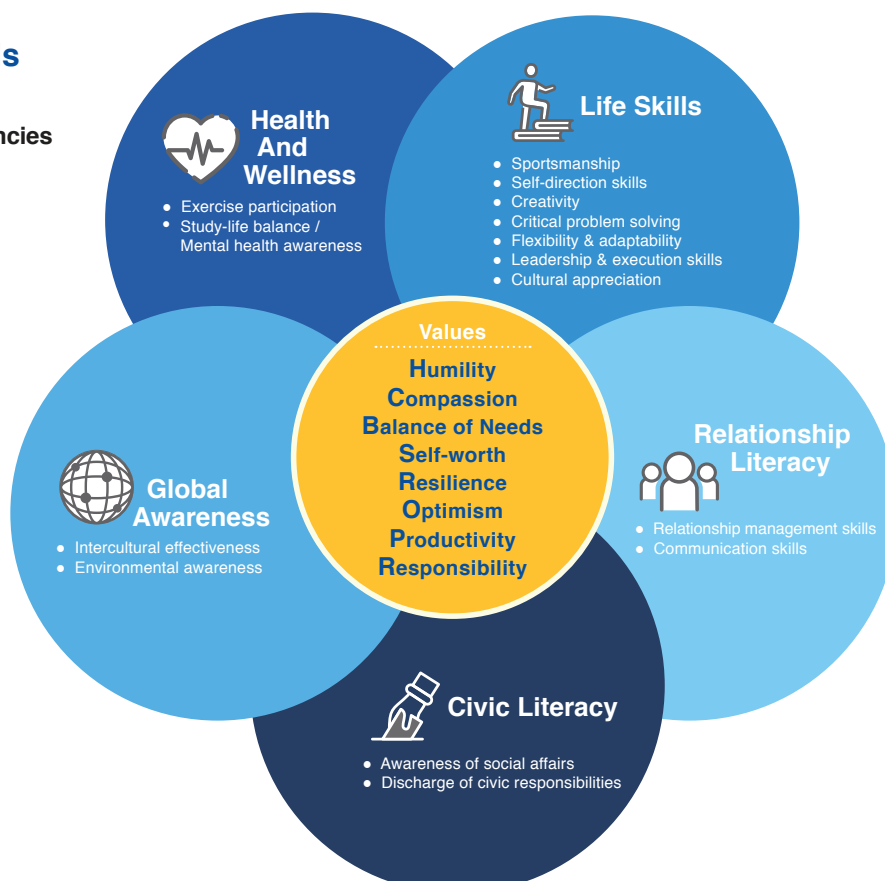 s
ncies
Health
And
Wellness
● Exercise participation
● Study-life balance /
Mental health awareness
Life Skills
● Sportsmanship
● Self-direction skills
● Creativity
● Critical problem solving
● Flexibility & adaptability
● Leadership & execution skills
● Cultural appreciation
Values
Humility
Compassion
Balance of Needs
Self-worth
Resilience
Optimism
Productivity
Responsibility
Relationship
Literacy
● Relationship management skills
● Communication skills
Global
Awareness
● Intercultural effectiveness
● Environmental awareness
Civic Literacy
● Awareness of social affairs
● Discharge of civic responsibilities